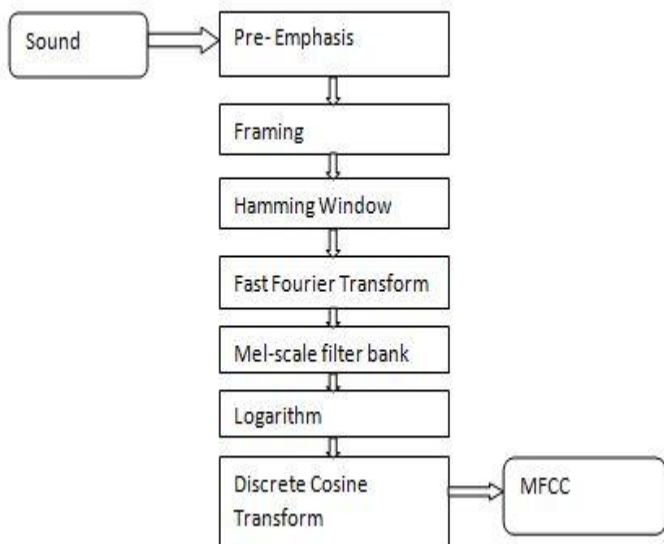 Sound
Pre- Emphasis
Framing
Hamming Window
Fast Fourier Transform
Mel-scale filter bank
Logarithm
Discrete Cosine
Transform
MFCC